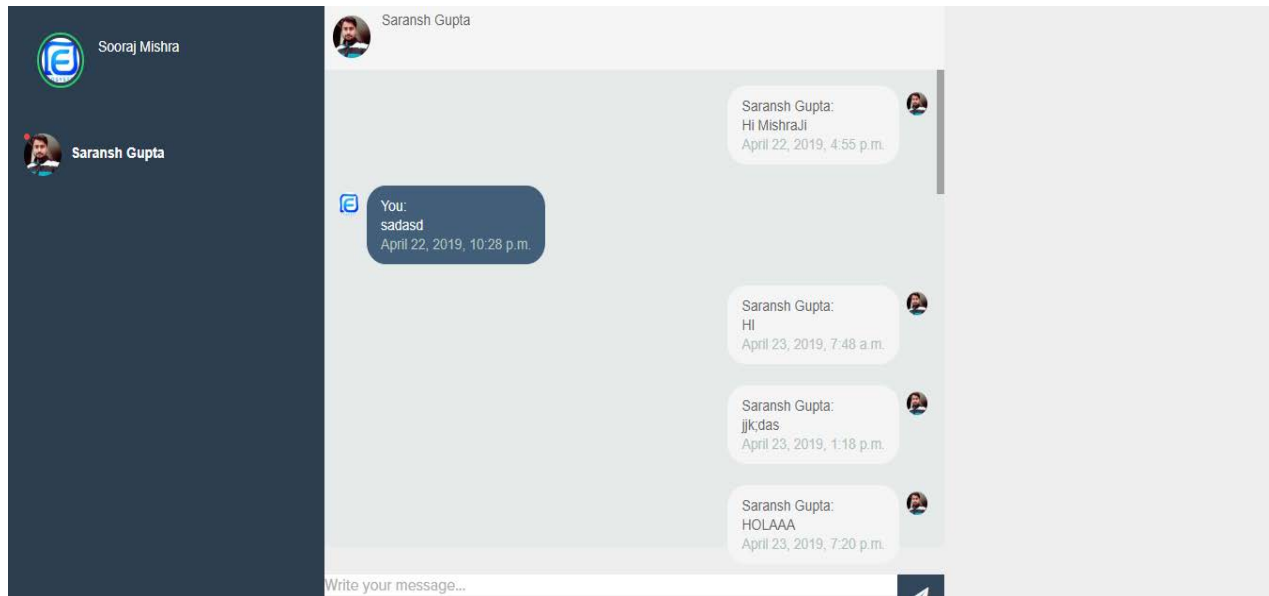 Sooraj Mishra
Saransh Gupta
Saransh Gupta
Saransh Gupta:
Hi MishraJi
April 22, 2019, 4:55 p.m.
You:
sadasd
April 22, 2019, 10:28 p.m.
Saransh Gupta:
HI
April 23, 2019, 7:48 a.m.
Saransh Gupta:
jjk;das
April 23, 2019, 1:18 p.m.
Saransh Gupta:
HOLAAA
April 23, 2019, 7:20 p.m.
Write your message...